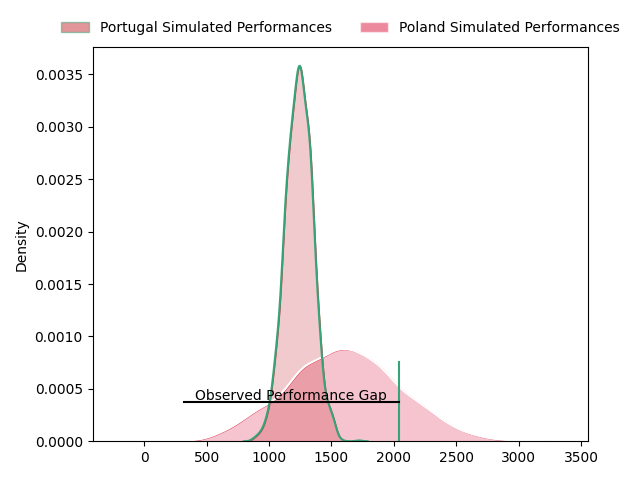 Portugal Simulated Performances
Poland Simulated Performances
0.0035
0.0030
0.0025
0.0020
0.0015
0.0010
0.0005
0.0000
Density
Observed Performance Gap
0 500 1000 1500 2000 2500 3000 3500